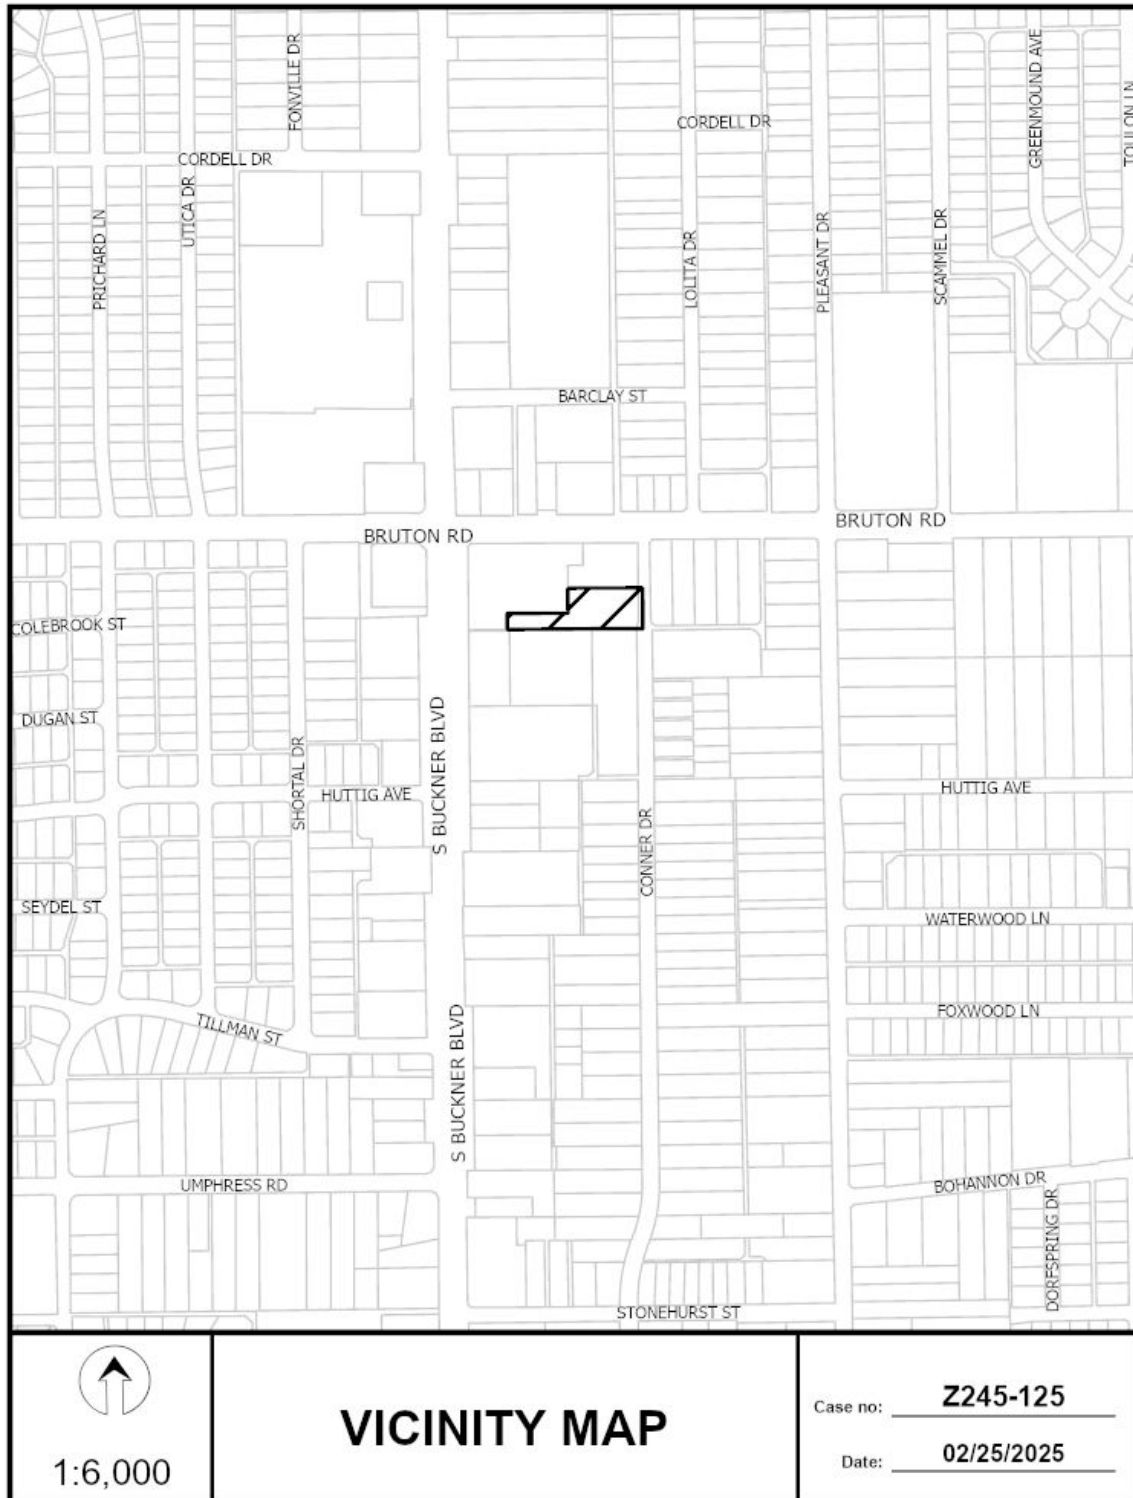 FONVILLE DR
GREENMOUND AVE
TOULON LN
CORDELL DR
CORDELL DR
UTICA DR
PRICHARD LN
LOLITA DR
PLEASANT DR
SCAMMEL DR
BARCLAY ST
BRUTON RD
BRUTON RD
COLEBROOK ST
DUGAN ST
SHORTAL DR
S BUCKNER BLVD
HUTTIG AVE
HUTTIG AVE
CONNER DR
SEYDEL ST
WATERWOOD LN
FOXWOOD LN
TILLMAN ST
S BUCKNER BLVD
UMPHRESS RD
BOHANNON DR
DORFSPRING DR
STONEHURST ST
1:6,000
VICINITY MAP
Case no: Z245-125
Date: 02/25/2025